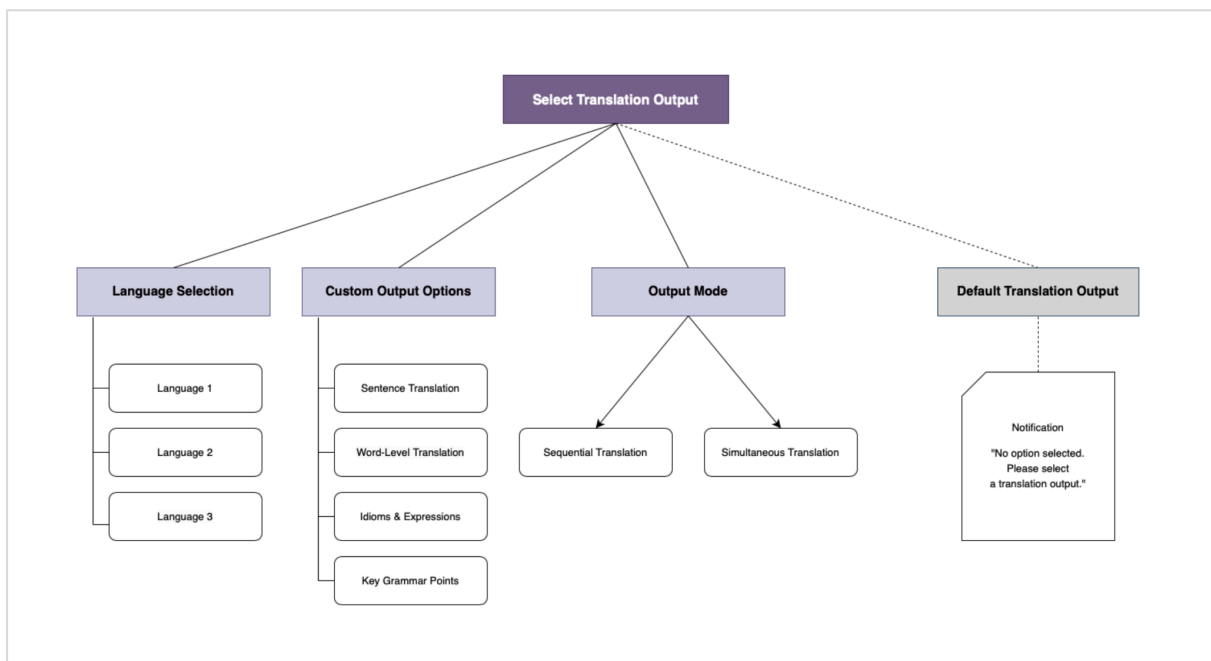 Select Translation Output
Language Selection
Language 1
Language 2
Language 3
Custom Output Options
Sentence Translation
Word-Level Translation
Idioms & Expressions
Key Grammar Points
Output Mode
Sequential Translation
Simultaneous Translation
Default Translation Output
Notification
"No option selected.
Please select
a translation output."